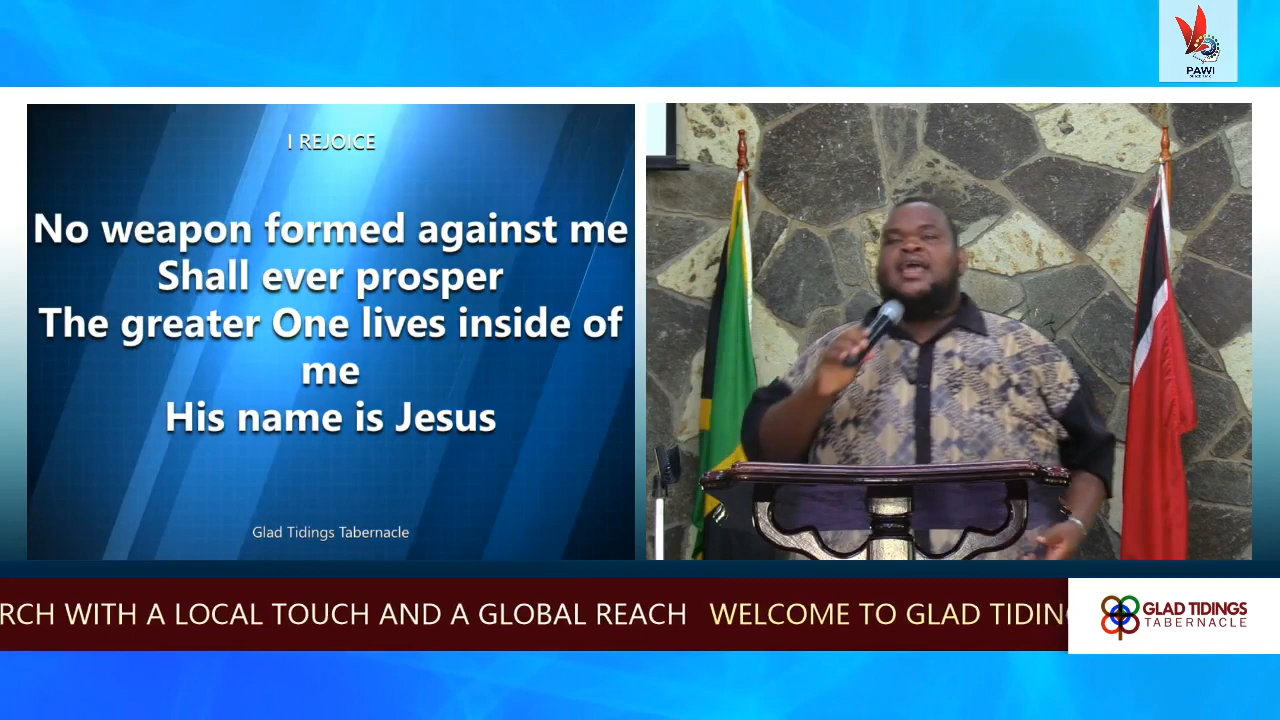 PAWI
I REJOICE
No weapon formed against me
Shall ever prosper
The greater One lives inside of
me
His name is Jesus
Glad Tidings Tabernacle
RCH WITH A LOCAL TOUCH AND A GLOBAL REACH WELCOME TO GLAD TIDIN
GLAD TIDINGS
TABERNACLE